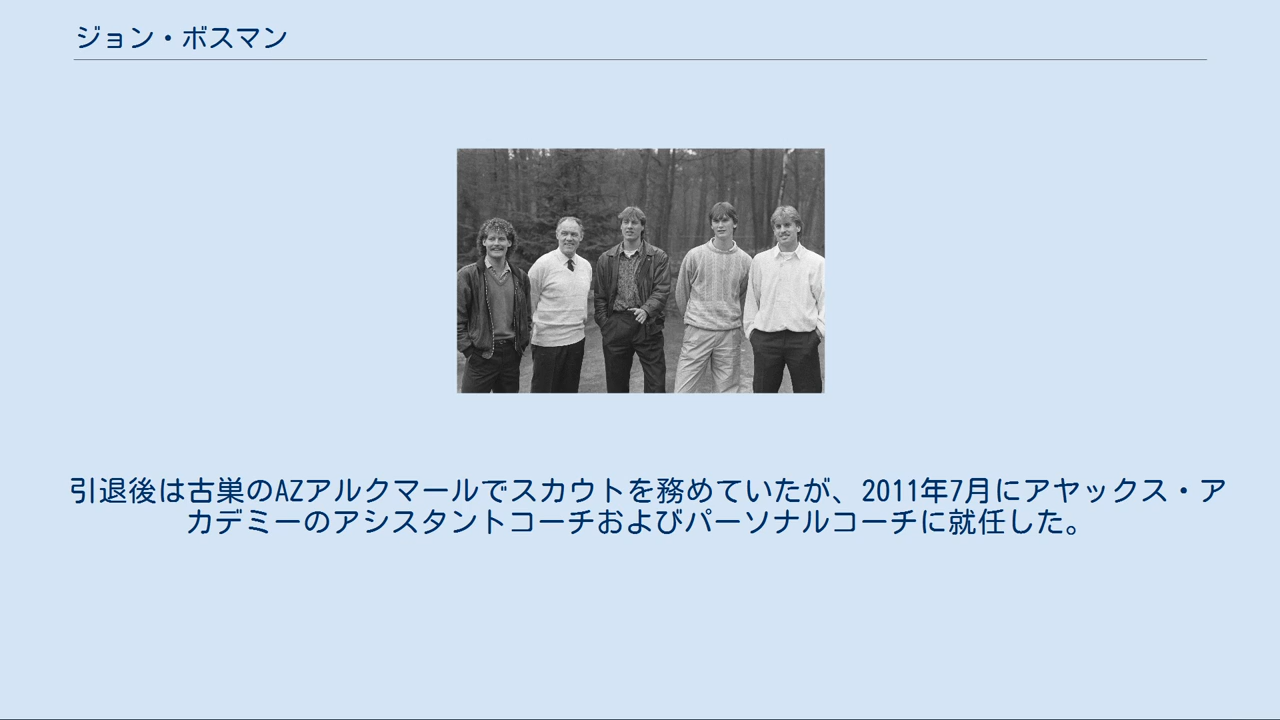 ジョン・ボスマン
引退後は古巣のAZアルクマールでスカウトを務めていたが、2011年7月にアヤックス・ア
カデミーのアシスタントコーチおよびパーソナルコーチに就任した。